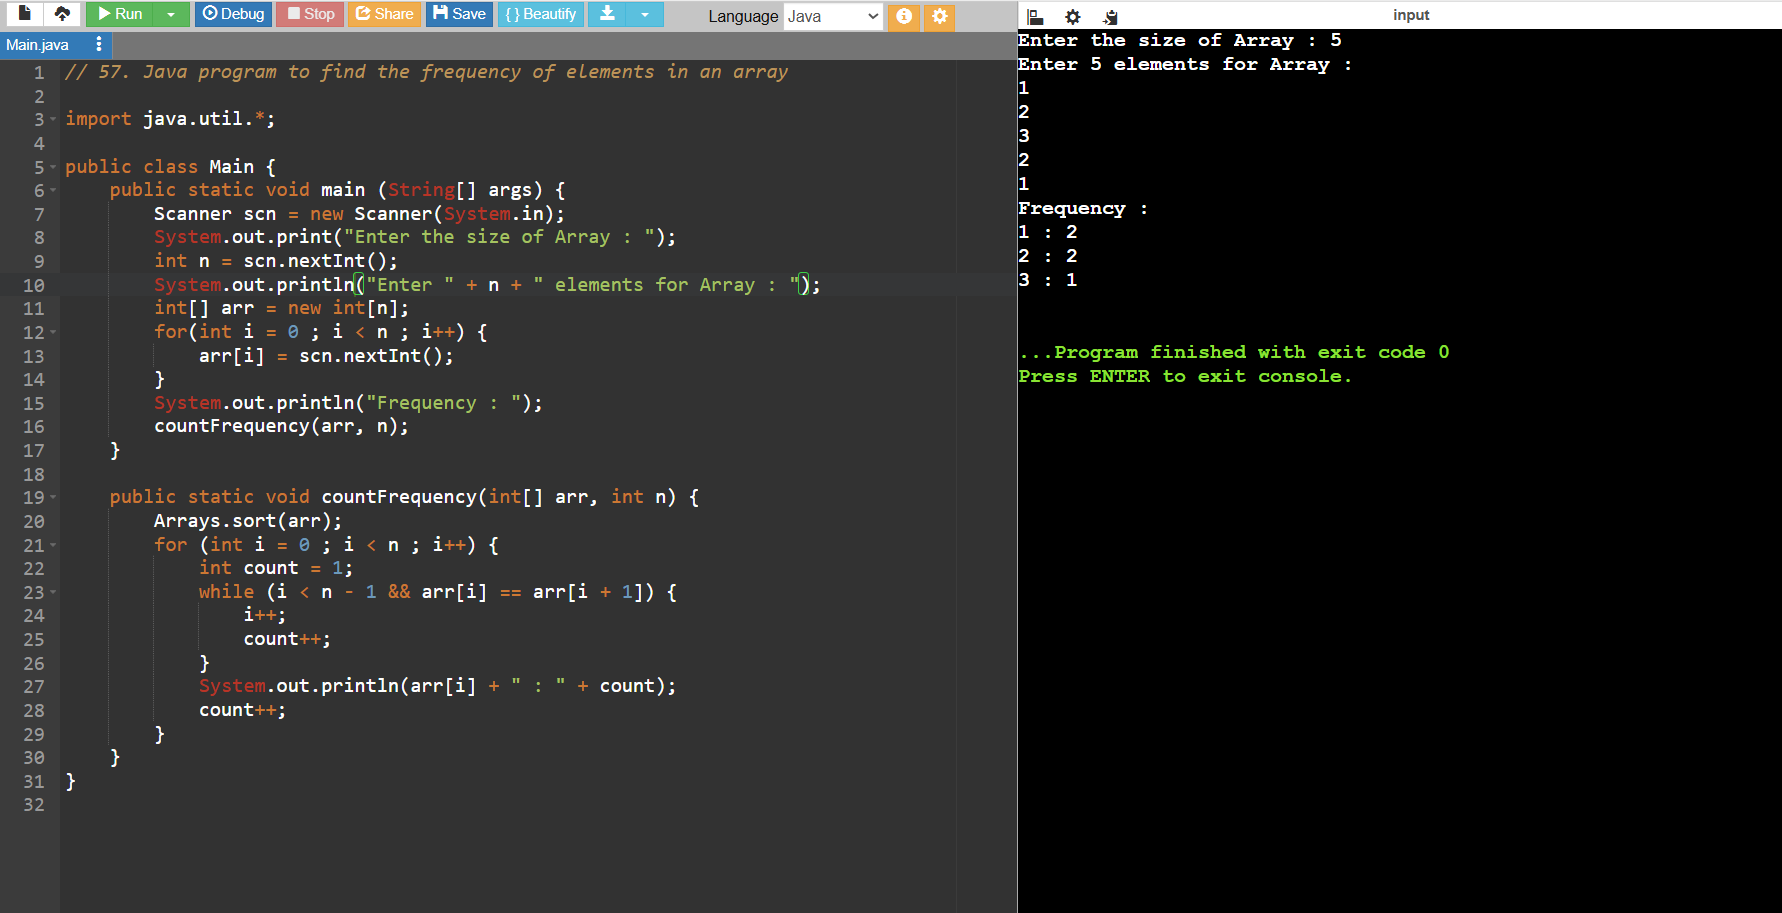 Run Debug Stop Share Save { } Beautify Language Java
Main.java
1 // 57. Java program to find the frequency of elements in an array
2
3 import java.util.*;
4
5 public class Main {
6     public static void main (String[] args) {
7         Scanner scn = new Scanner(System.in);
8         System.out.print("Enter the size of Array : ");
9         int n = scn.nextInt();
10         System.out.println("Enter " + n + " elements for Array : ");
11         int[] arr = new int[n];
12         for(int i = 0 ; i < n ; i++) {
13             arr[i] = scn.nextInt();
14         }
15         System.out.println("Frequency : ");
16         countFrequency(arr, n);
17     }
18
19     public static void countFrequency(int[] arr, int n) {
20         Arrays.sort(arr);
21         for (int i = 0 ; i < n ; i++) {
22             int count = 1;
23             while (i < n - 1 && arr[i] == arr[i + 1]) {
24                 i++;
25                 count++;
26             }
27             System.out.println(arr[i] + " : " + count);
28             count++;
29         }
30     }
31 }
32
input
Enter the size of Array : 5
Enter 5 elements for Array :
1
2
3
2
1
Frequency :
1 : 2
2 : 2
3 : 1
...Program finished with exit code 0
Press ENTER to exit console.